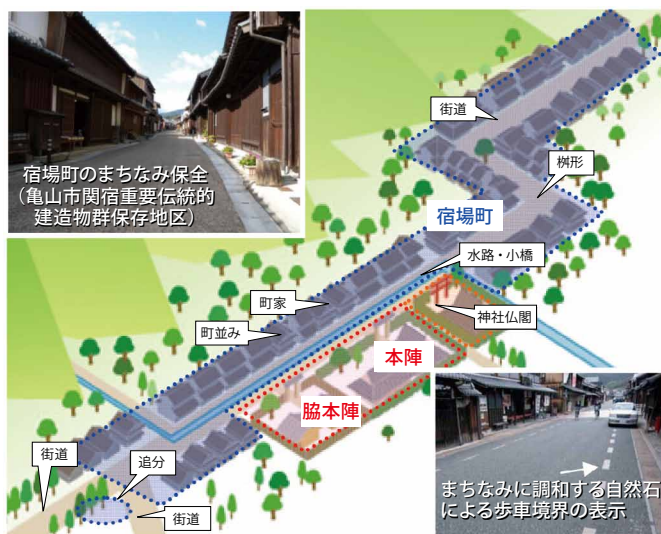 宿場町のまちなみ保全
（亀山市関宿重要伝統的
建造物群保存地区）
街道
桝形
宿場町
水路・小橋
町家
神社仏閣
町並み
本陣
脇本陣
追分
街道
街道
まちなみに調和する自然石
による歩車境界の表示